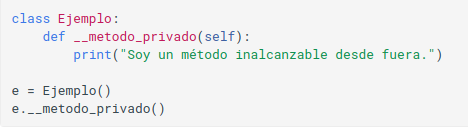 class Ejemplo:
    def __metodo_privado(self):
        print("Soy un método inalcanzable desde fuera.")

e = Ejemplo()
e.__metodo_privado()